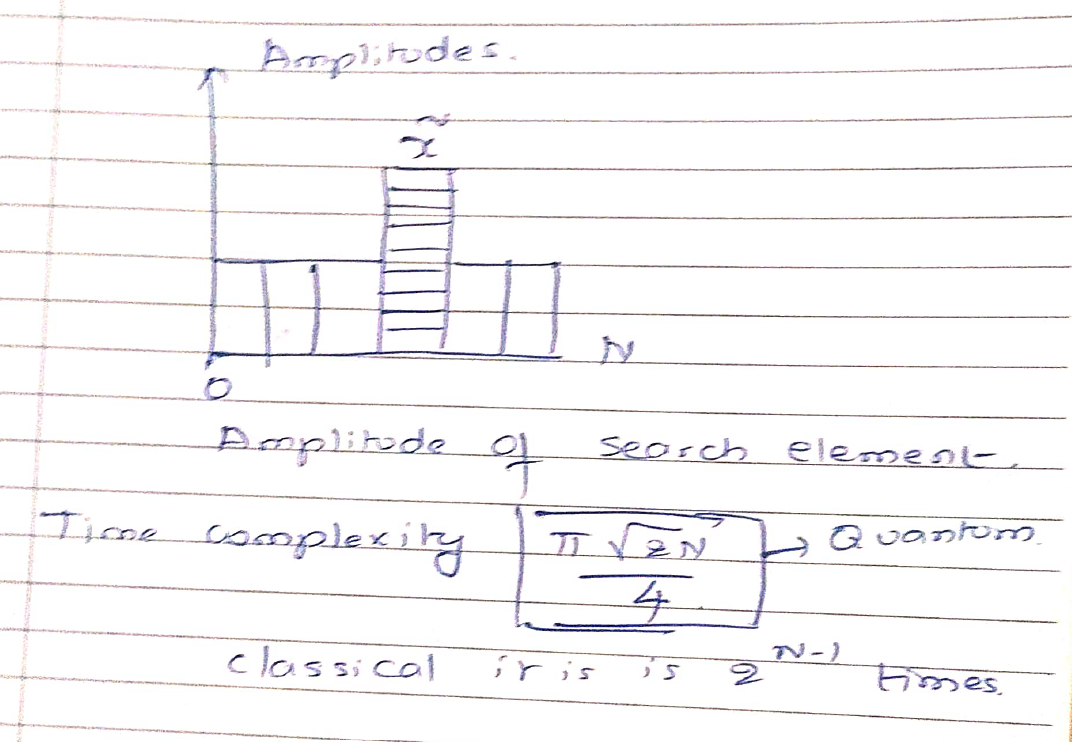 Amplitudes.
x̃
N
0
Amplitude of search element.
Time complexity π√2N / 4 → Quantum.
classical it is is 2^N-1 times.